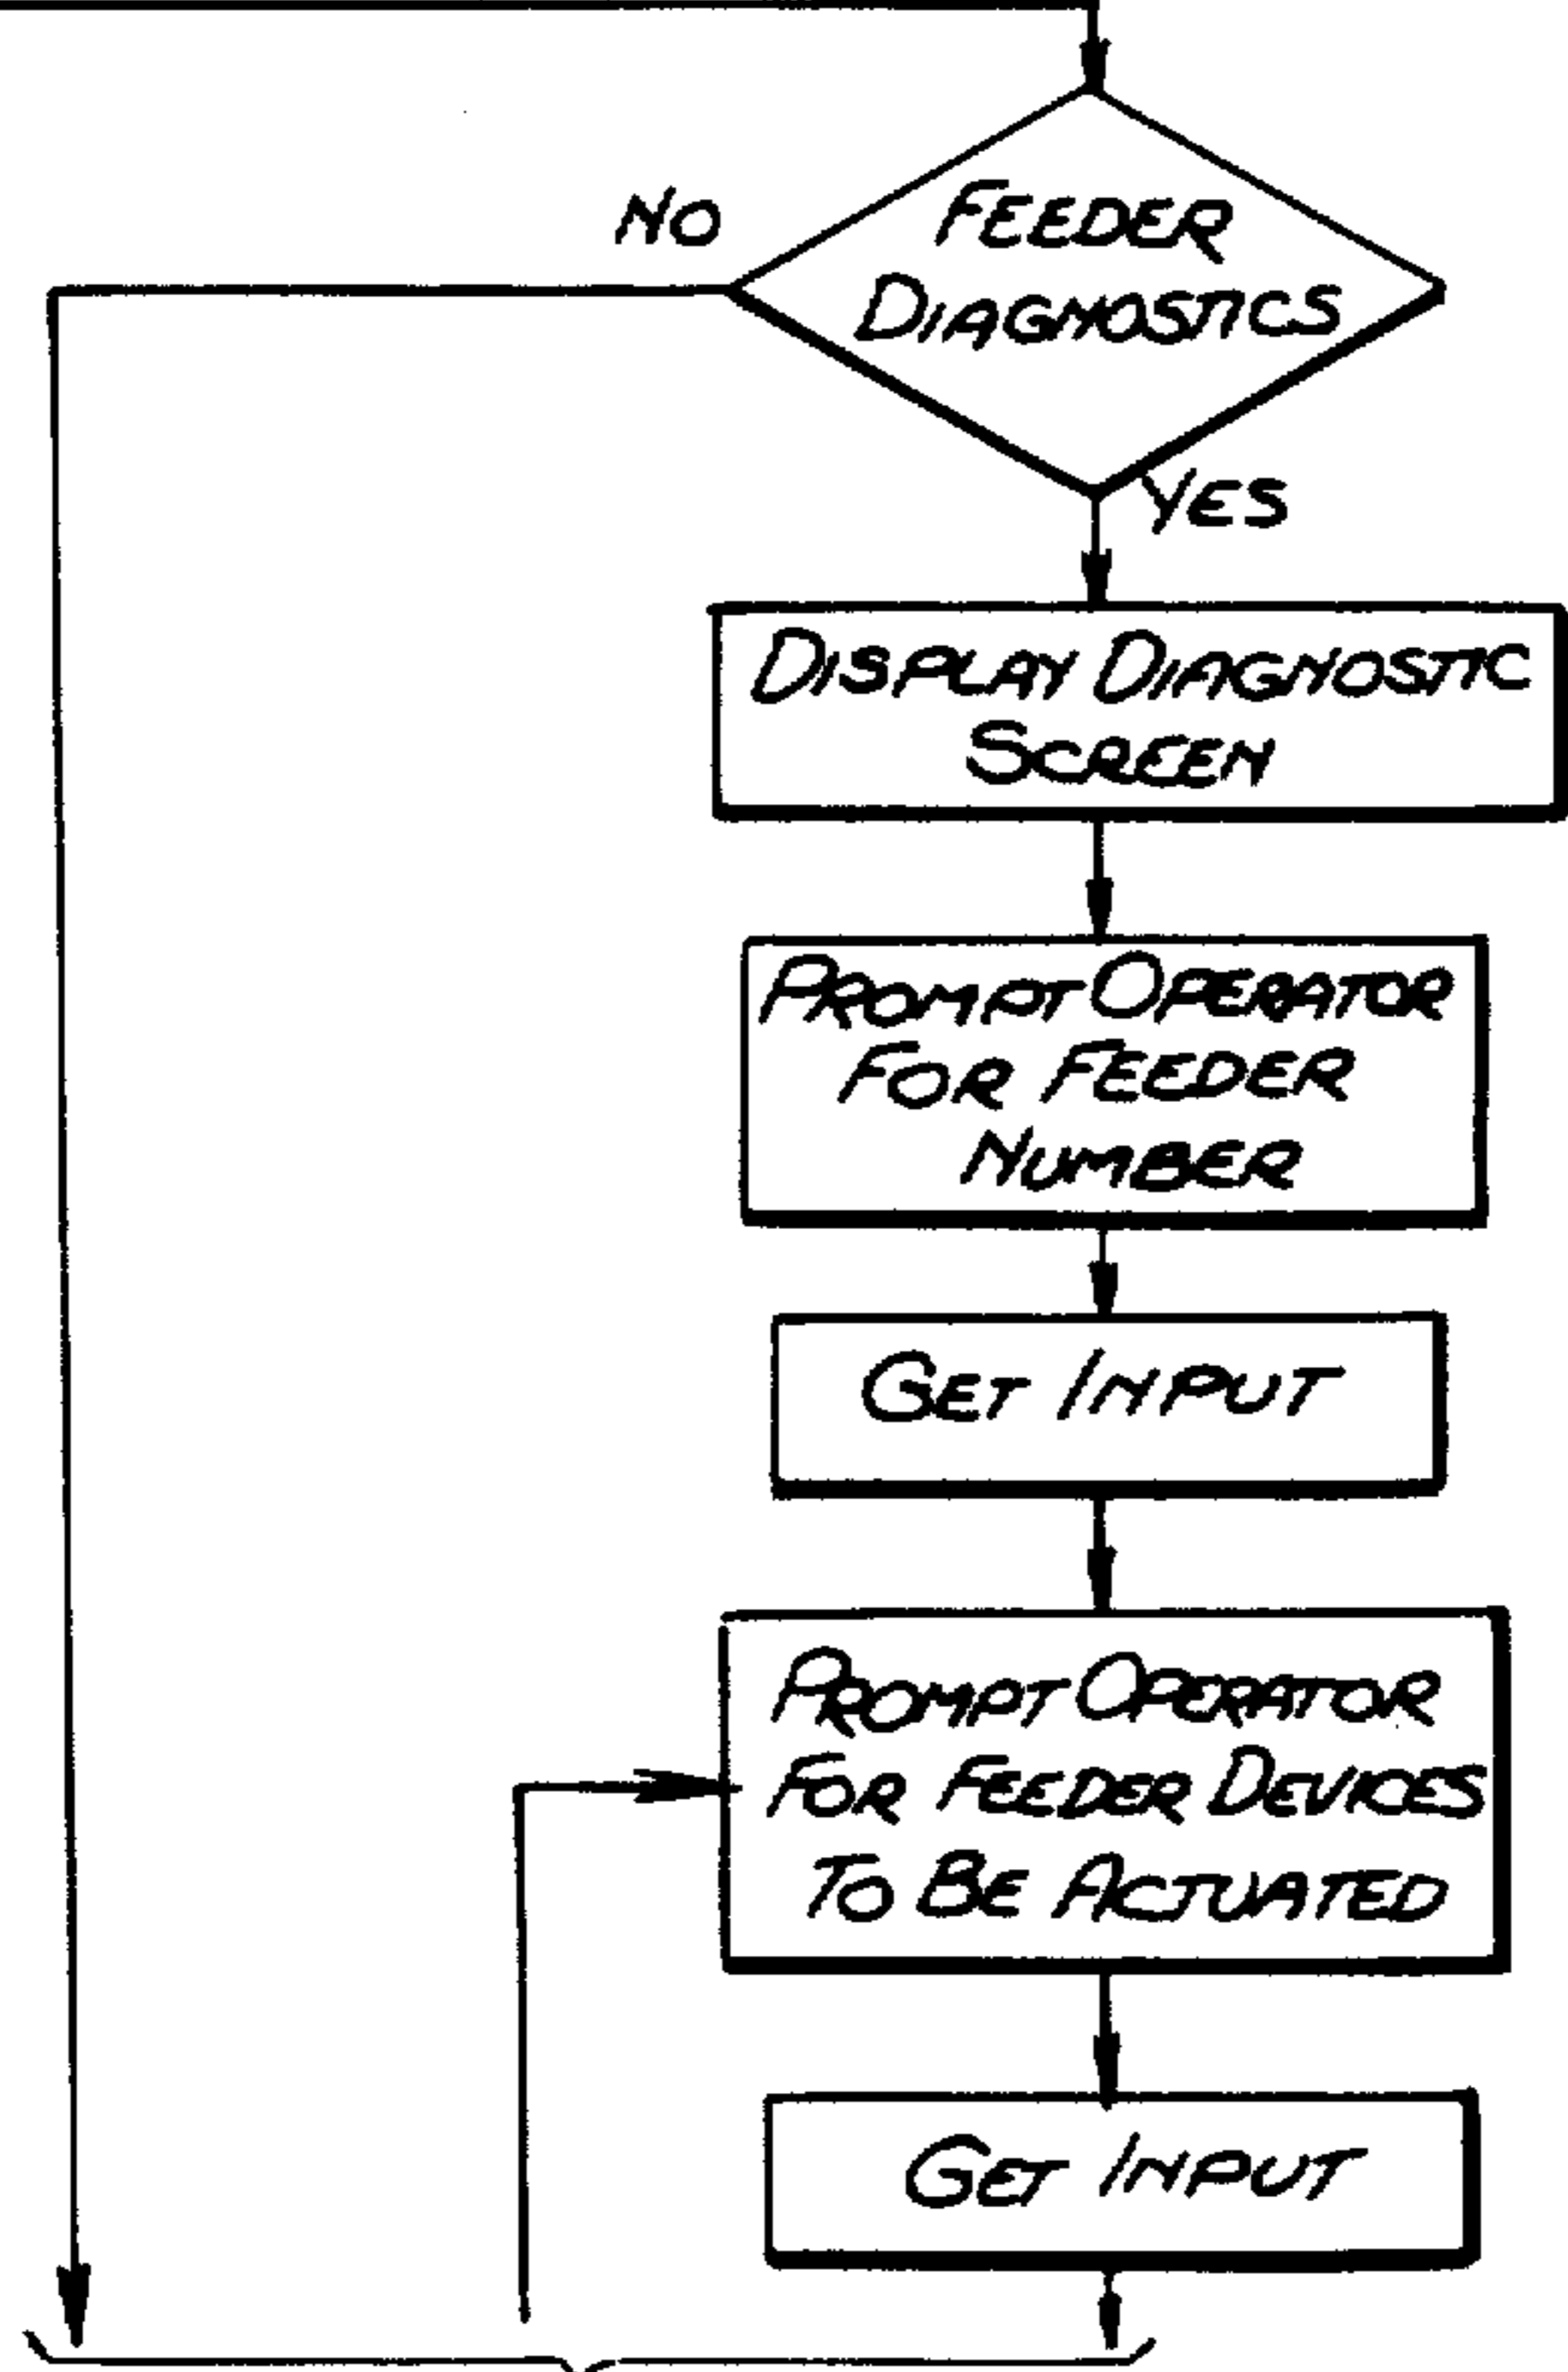 NO
FEEDER
DIAGNOSTICS
YES
DISPLAY DIAGNOSTIC
SCREEN
PROMPT OPERATOR
FOR FEEDER
NUMBER
GET INPUT
PROMPT OPERATOR
FOR FEEDER DEVICES
TO BE ACTUATED
GET INPUT